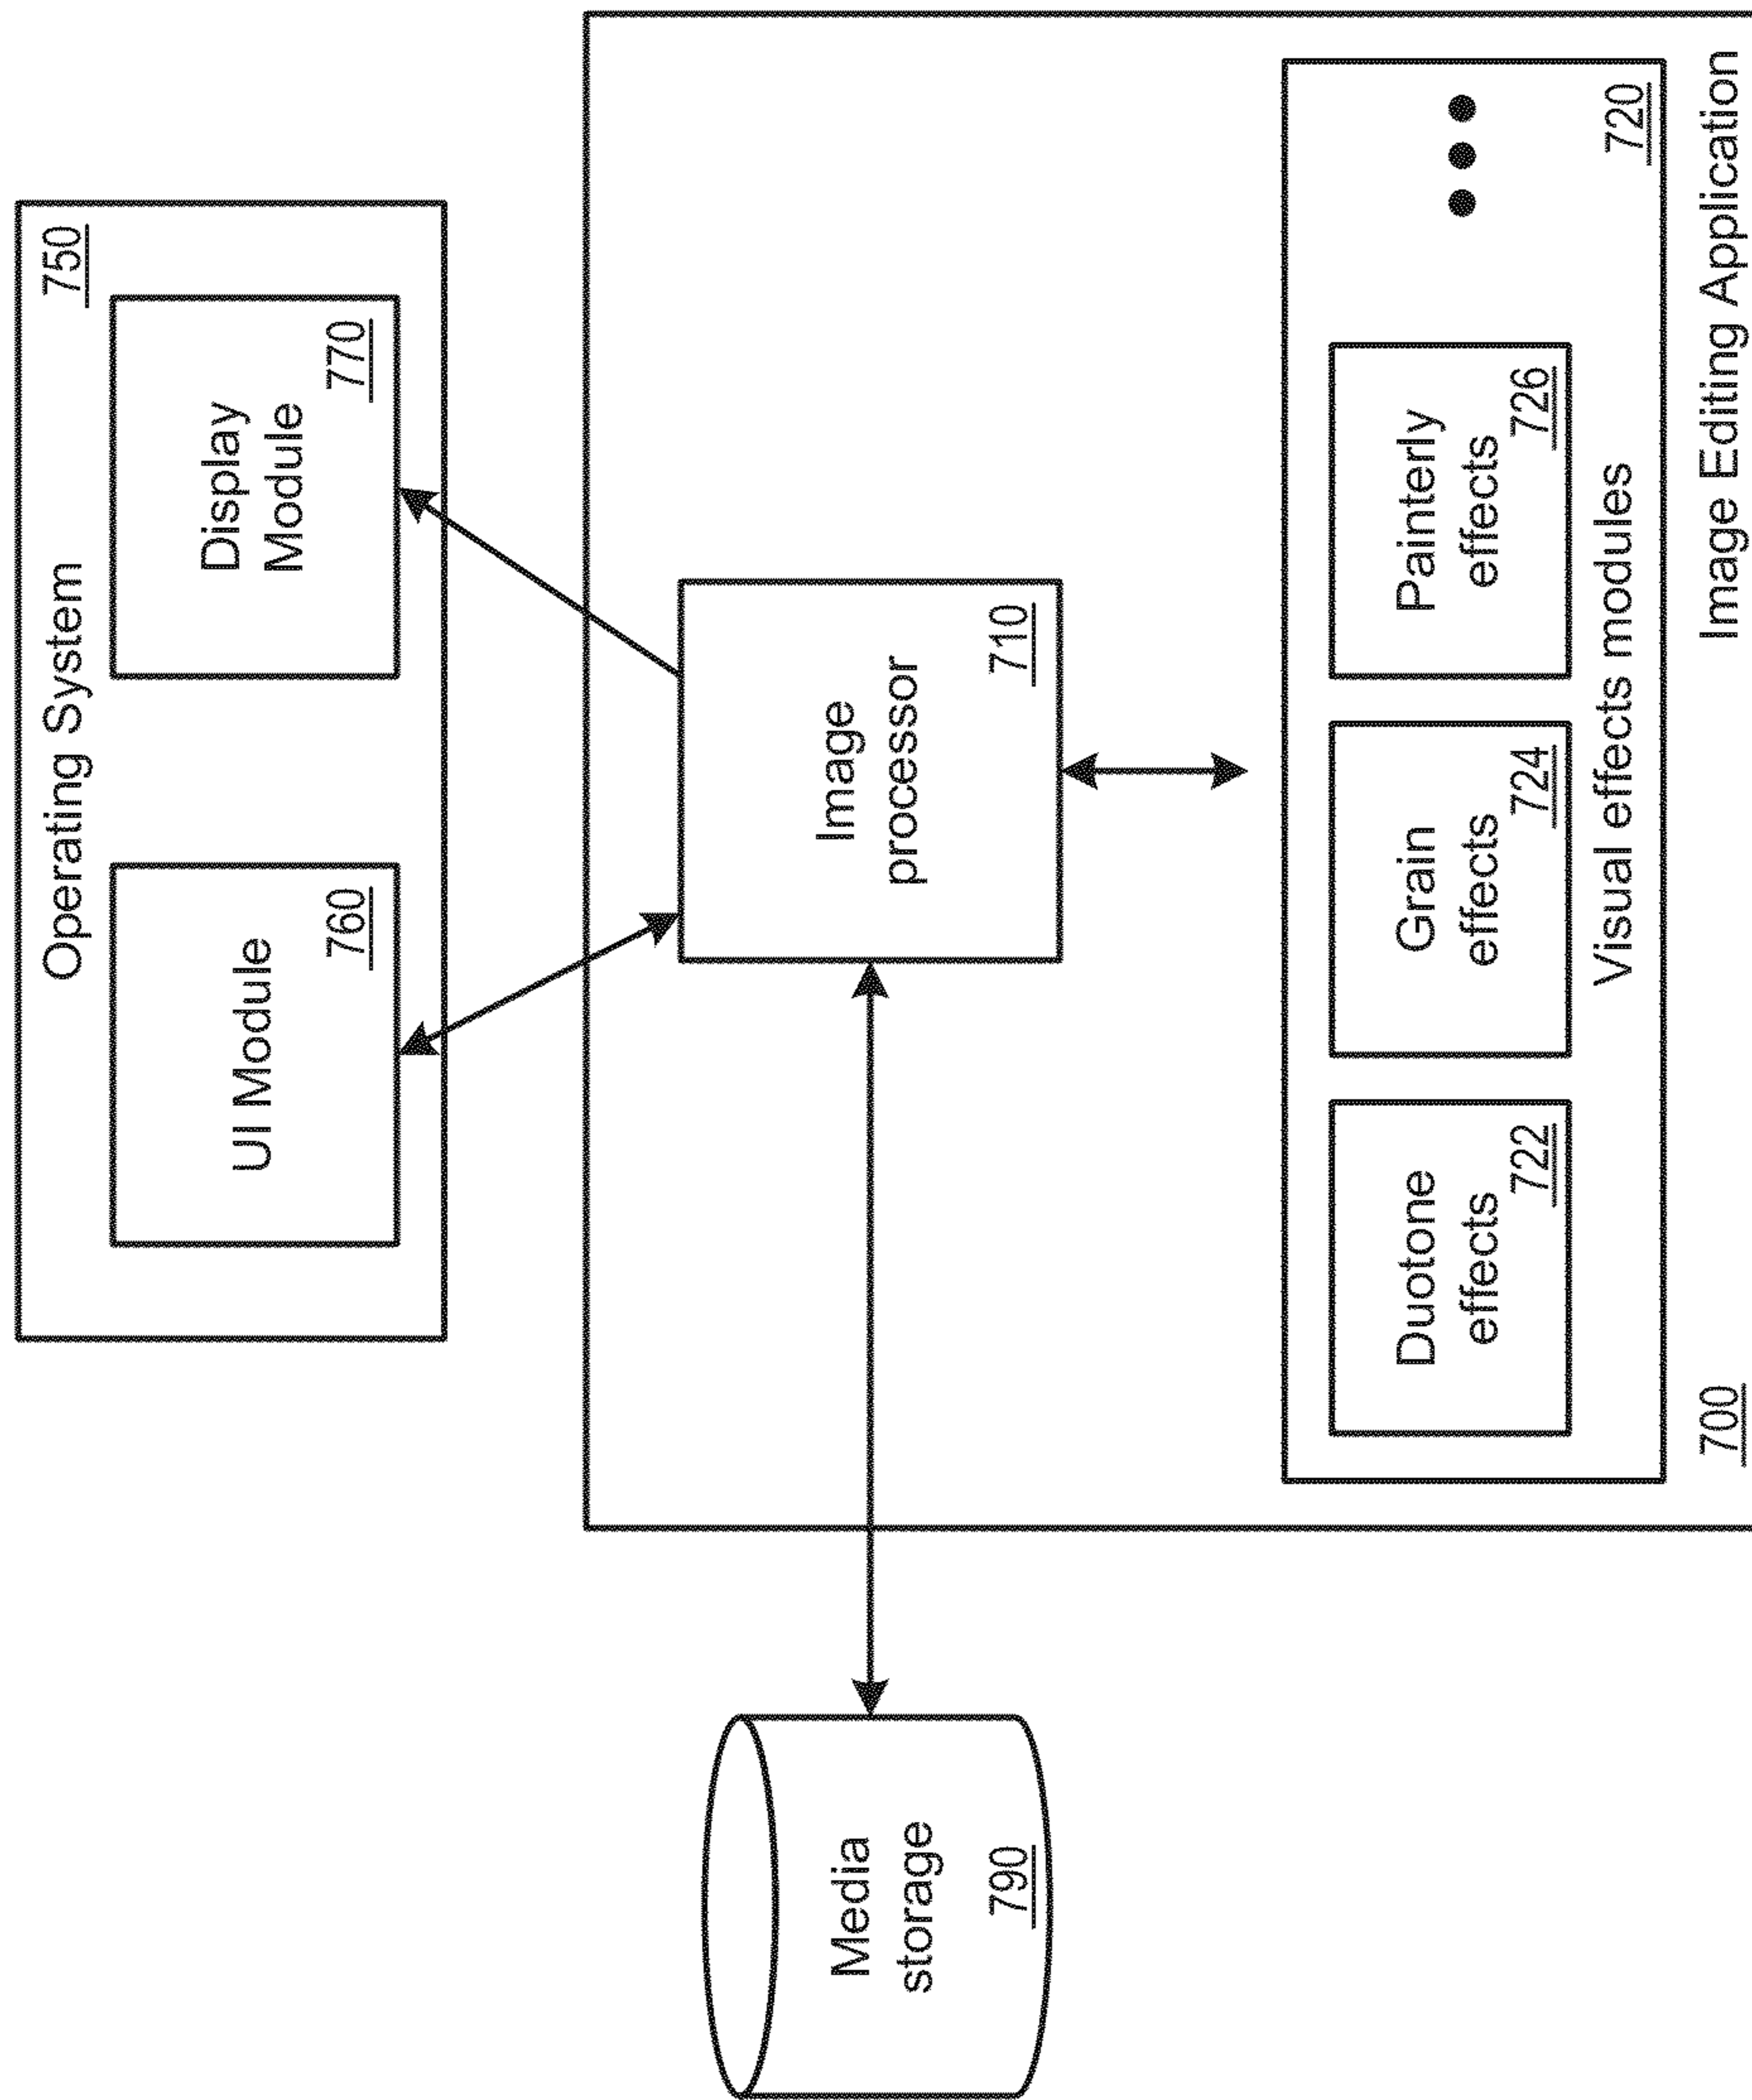 Operating System
750
UI Module
760
Display
Module
770
Media
storage
790
Image
processor
710
Duotone
effects
722
Grain
effects
724
Painterly
effects
726
Visual effects modules
720
700
Image Editing Application